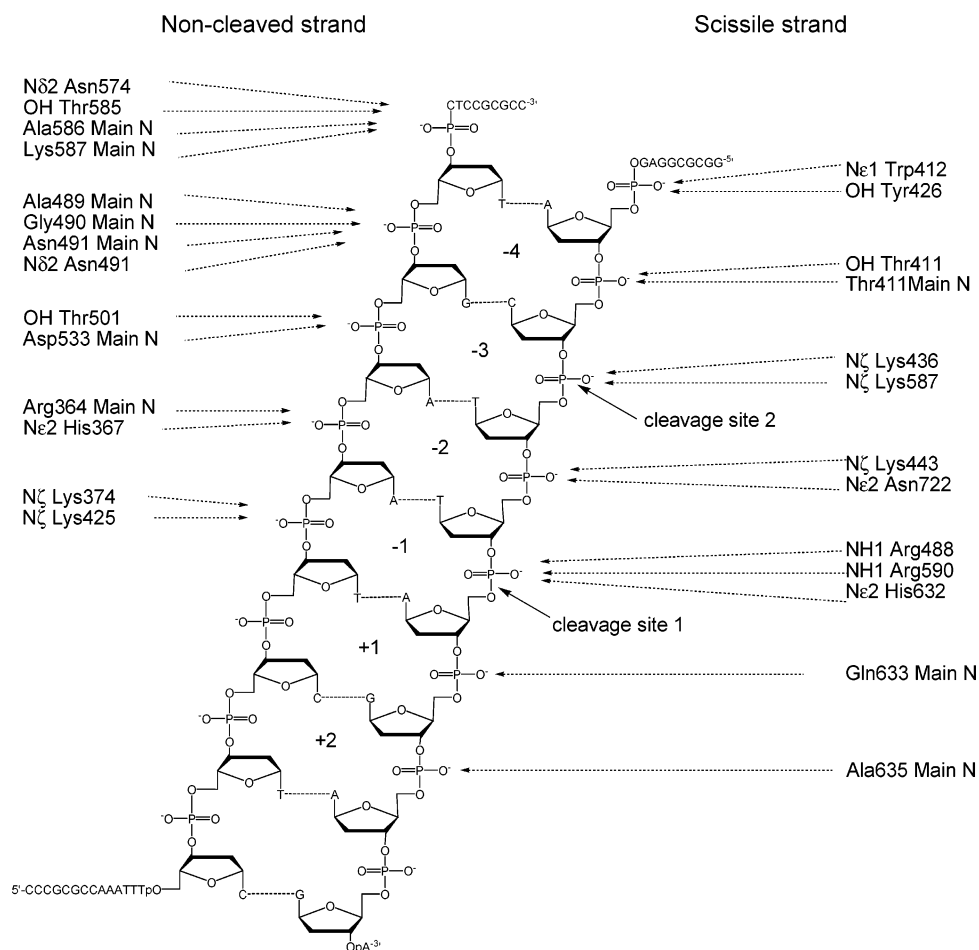 Non-cleaved strand
Scissile strand
Nδ2 Asn574
OH Thr585
Ala586 Main N
Lys587 Main N
CTCCGCGCC-3'
-O P O
O
OGAGGCGCGG-5'
O P O-
O
Nε1 Trp412
OH Tyr426
O
T A
O
Ala489 Main N
Gly490 Main N
Asn491 Main N
Nδ2 Asn491
O
-O P O
O
-4
O
O P O-
O
OH Thr411
Thr411Main N
O
G C
O
OH Thr501
Asp533 Main N
O
-O P O
O
-3
O
O P O-
O
Nζ Lys436
Nζ Lys587
cleavage site 2
O
A T
O
Arg364 Main N
Nε2 His367
O
-O P O
O
-2
O
O P O-
O
Nζ Lys443
Nε2 Asn722
O
A T
O
Nζ Lys374
Nζ Lys425
O
-O P O
O
-1
O
O P O-
O
NH1 Arg488
NH1 Arg590
Nε2 His632
cleavage site 1
O
T A
O
O
-O P O
O
+1
O
O P O-
O
Gln633 Main N
O
C G
O
O
-O P O
O
+2
O
O P O-
O
Ala635 Main N
O
T A
O
O
-O P O
O
O
O P O-
O
5'-CCCGCGCCAAATTTpO
O
C G
O
OpA-3'